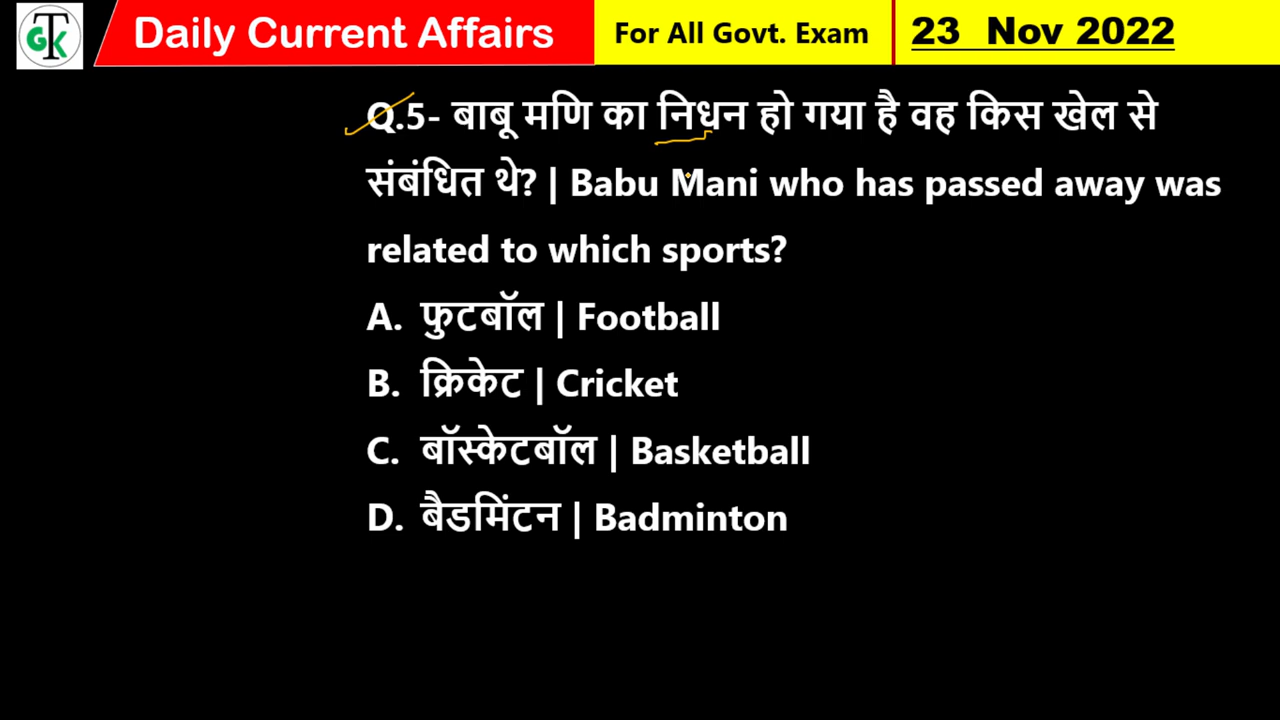 TGK
Daily Current Affairs
For All Govt. Exam
23 Nov 2022
Q.5- बाबू मणि का निधन हो गया है वह किस खेल से
संबंधित थे? | Babu Mani who has passed away was
related to which sports?
A. फुटबॉल | Football
B. क्रिकेट | Cricket
C. बॉस्केटबॉल | Basketball
D. बैडमिंटन | Badminton